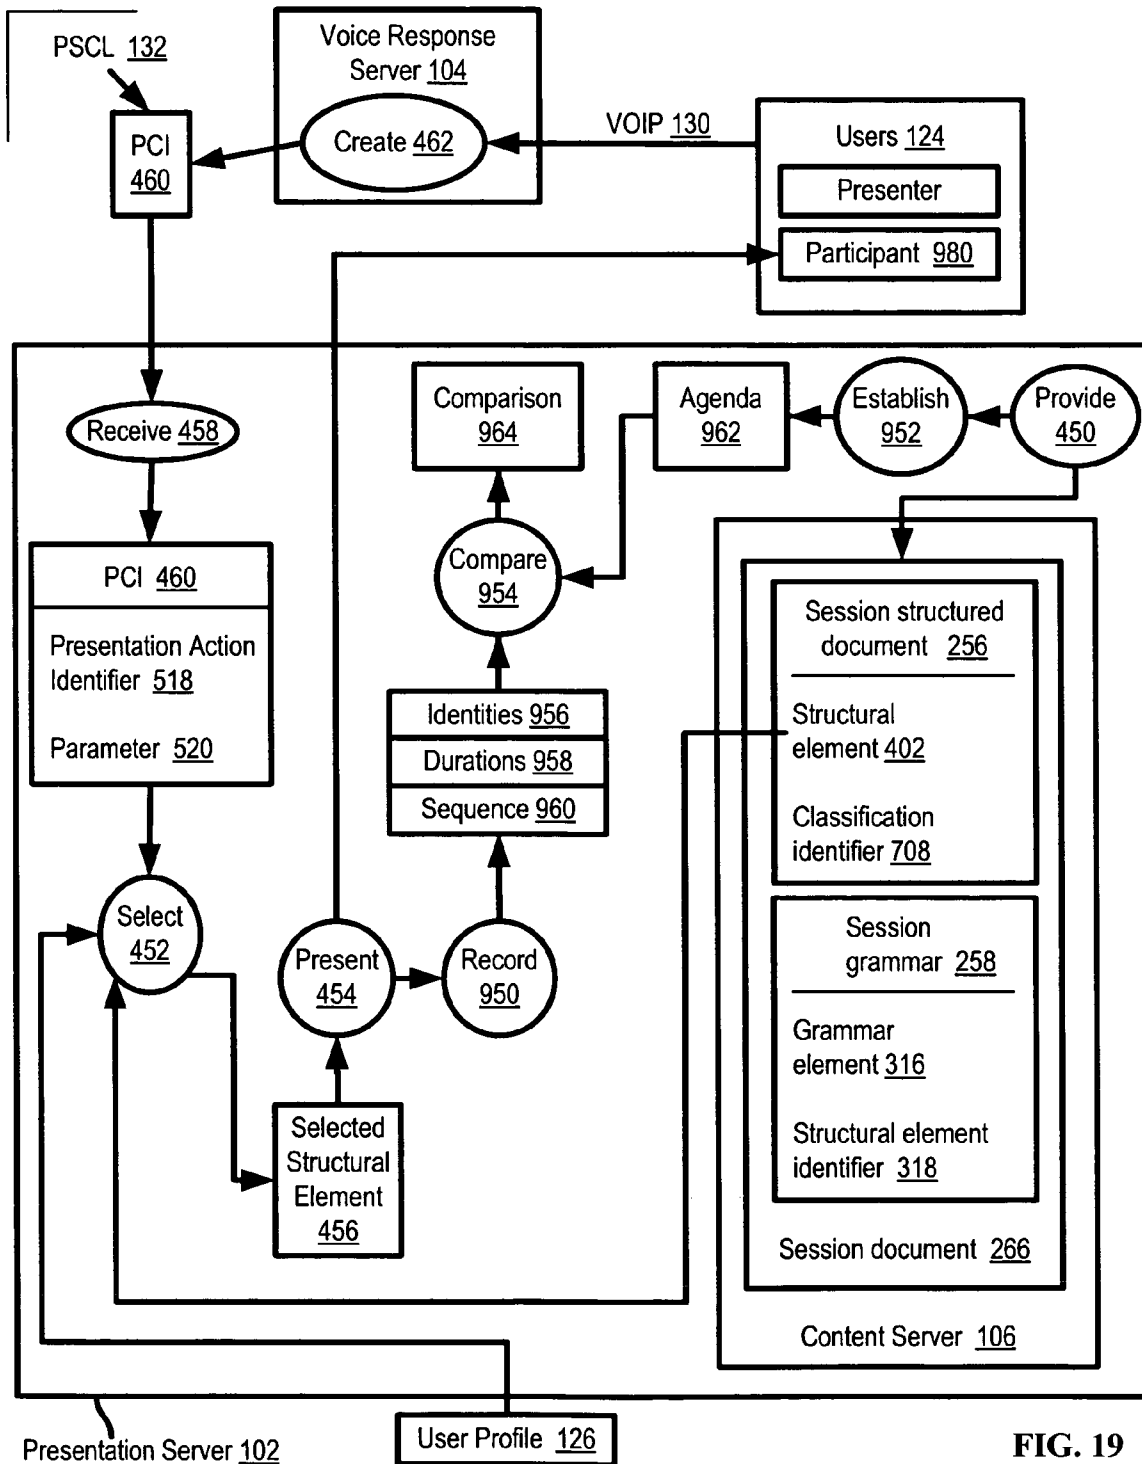 PSCL 132
Voice Response
Server 104
Create 462
PCI
460
VOIP 130
Users 124
Presenter
Participant 980
Receive 458
Comparison
964
Agenda
962
Establish
952
Provide
450
PCI 460
Presentation Action
Identifier 518
Parameter 520
Compare
954
Identities 956
Durations 958
Sequence 960
Session structured
document 256
Structural
element 402
Classification
identifier 708
Select
452
Present
454
Record
950
Session
grammar 258
Grammar
element 316
Structural element
identifier 318
Selected
Structural
Element
456
Session document 266
Content Server 106
Presentation Server 102
User Profile 126
FIG. 19